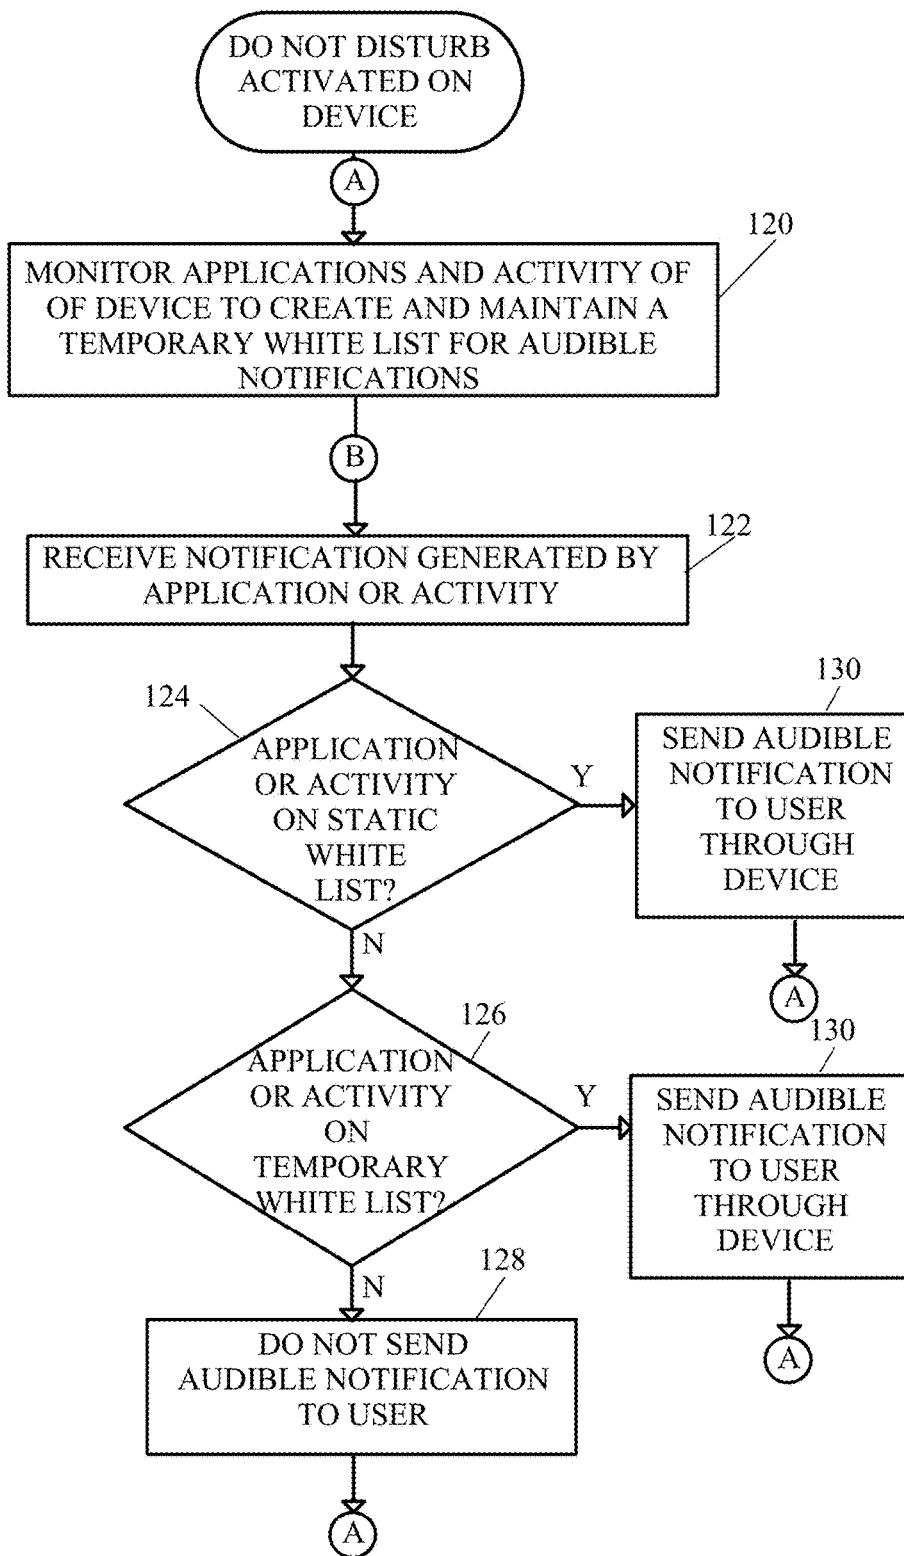 DO NOT DISTURB
ACTIVATED ON
DEVICE
A
120
MONITOR APPLICATIONS AND ACTIVITY OF
OF DEVICE TO CREATE AND MAINTAIN A
TEMPORARY WHITE LIST FOR AUDIBLE
NOTIFICATIONS
B
122
RECEIVE NOTIFICATION GENERATED BY
APPLICATION OR ACTIVITY
124
APPLICATION
OR ACTIVITY
ON STATIC
WHITE
LIST?
Y
130
SEND AUDIBLE
NOTIFICATION
TO USER
THROUGH
DEVICE
A
N
126
APPLICATION
OR ACTIVITY
ON
TEMPORARY
WHITE LIST?
Y
130
SEND AUDIBLE
NOTIFICATION
TO USER
THROUGH
DEVICE
A
N
128
DO NOT SEND
AUDIBLE NOTIFICATION
TO USER
A